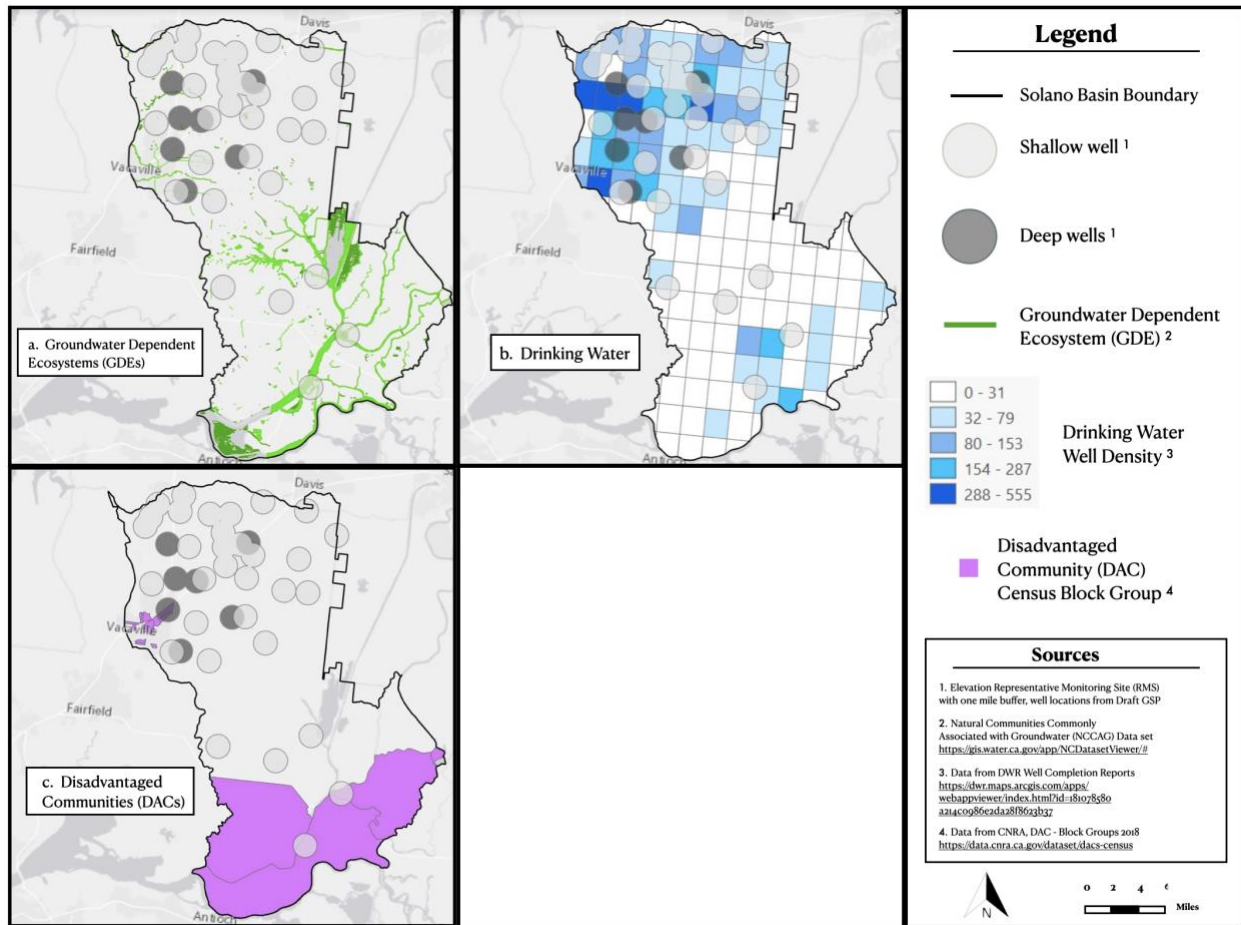 Davis
Vacaville
Fairfield
a. Groundwater Dependent
Ecosystems (GDEs)
Antioch
Davis
Vacaville
Fairfield
b. Drinking Water
Antioch
Davis
Vacaville
Fairfield
c. Disadvantaged
Communities (DACs)
Antioch
Legend
Solano Basin Boundary
Shallow well 1
Deep wells 1
Groundwater Dependent
Ecosystem (GDE) 2
0 - 31
32 - 79
80 - 153
154 - 287
288 - 555
Drinking Water
Well Density 3
Disadvantaged
Community (DAC)
Census Block Group 4
Sources
1. Elevation Representative Monitoring Site (RMS)
with one mile buffer, well locations from Draft GSP
2. Natural Communities Commonly
Associated with Groundwater (NCCAG) Data set
https://gis.water.ca.gov/app/NCDatasetViewer/#
3. Data from DWR Well Completion Reports
https://dwr.maps.arcgis.com/apps/
webappviewer/index.html?id=181078580
a214c0986e2da28f8623b37
4. Data from CNRA, DAC - Block Groups 2018
https://data.cnra.ca.gov/dataset/dacs-census
N
0 2 4
Miles